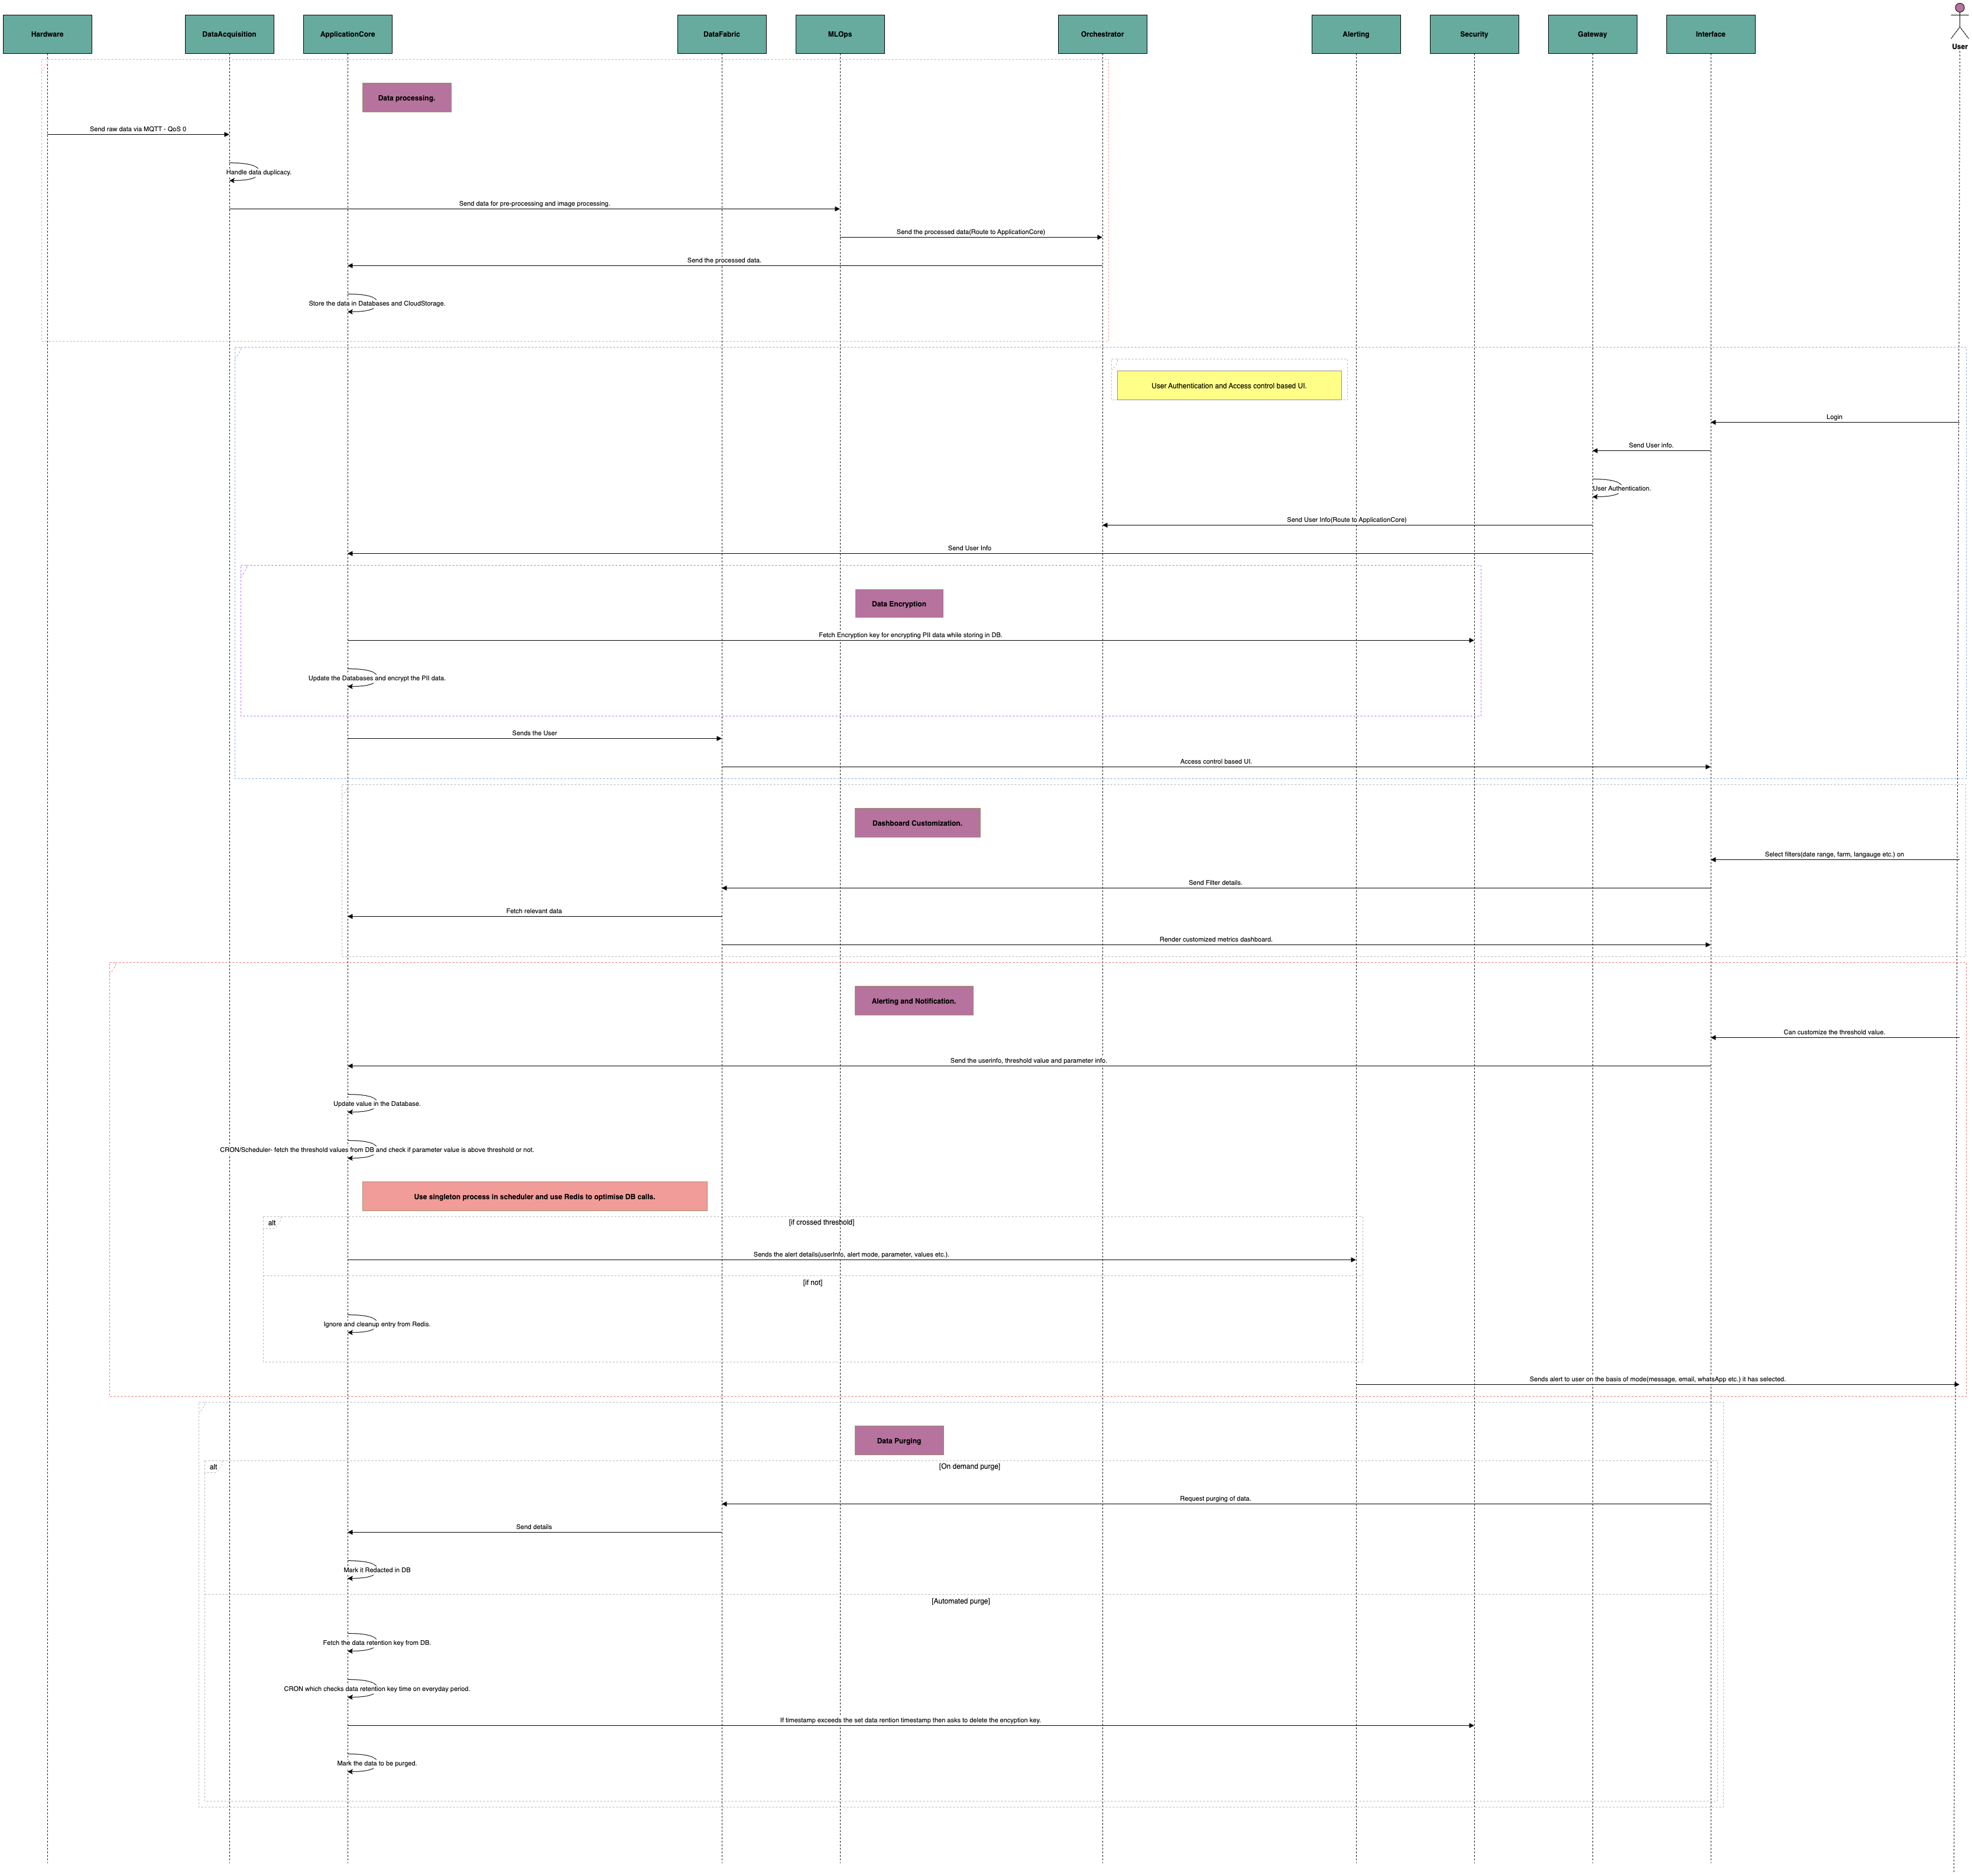 Hardware
DataAcquisition
ApplicationCore
DataFabric
MLOps
Orchestrator
Alerting
Security
Gateway
Interface
User
Data processing.
Send raw data via MQTT - QoS 0
Handle data duplicacy.
Send data for pre-processing and image processing.
Send the processed data(Route to ApplicationCore)
Send the processed data.
Store the data in Databases and CloudStorage.
User Authentication and Access control based UI.
Login
Send User info.
User Authentication.
Send User Info(Route to ApplicationCore)
Send User Info
Data Encryption
Fetch Encryption key for encrypting PII data while storing in DB.
Update the Databases and encrypt the PII data.
Sends the User
Access control based UI.
Dashboard Customization.
Select filters(date range, farm, langauge etc.) on
Send Filter details.
Fetch relevant data
Render customized metrics dashboard.
Alerting and Notification.
Can customize the threshold value.
Send the userinfo, threshold value and parameter info.
Update value in the Database.
CRON/Scheduler- fetch the threshold values from DB and check if parameter value is above threshold or not.
Use singleton process in scheduler and use Redis to optimise DB calls.
alt
[if crossed threshold]
Sends the alert details(userInfo, alert mode, parameter, values etc.).
[if not]
Ignore and cleanup entry from Redis.
Sends alert to user on the basis of mode(message, email, whatsApp etc.) it has selected.
Data Purging
alt
[On demand purge]
Request purging of data.
Send details
Mark it Redacted in DB
[Automated purge]
Fetch the data retention key from DB.
CRON which checks data retention key time on everyday period.
If timestamp exceeds the set data rention timestamp then asks to delete the encyption key.
Mark the data to be purged.